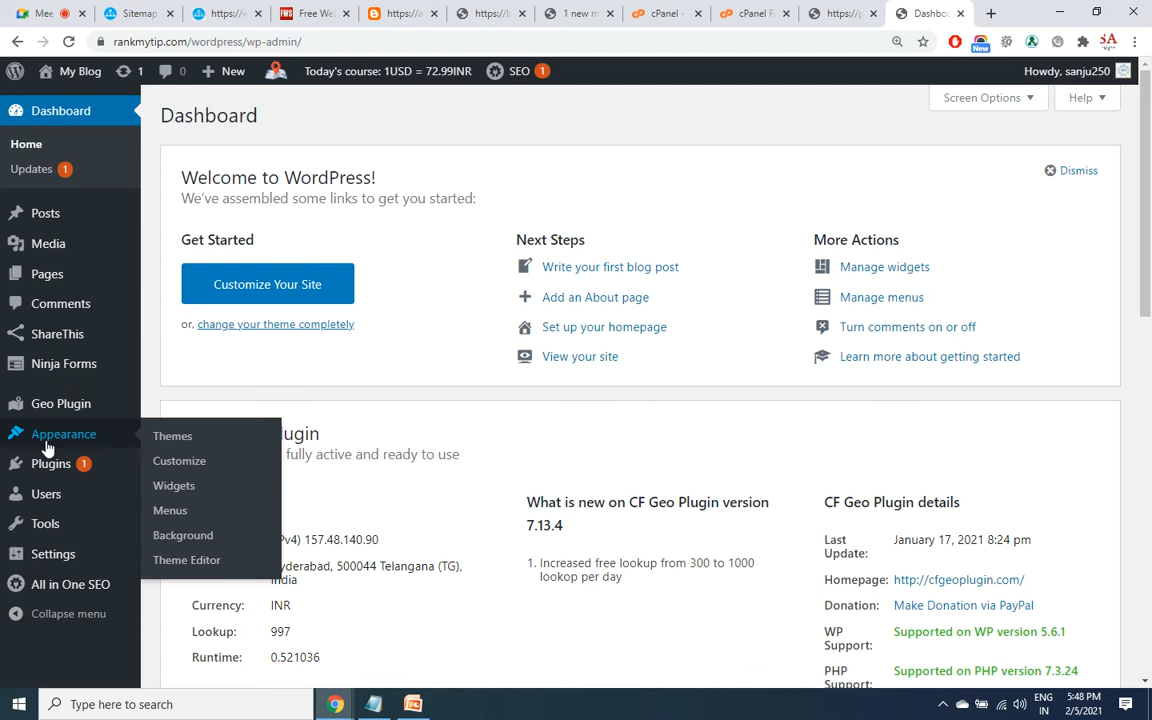 Mee
Sitemap
https://w
Free We
https://a
https://b
1 new m
cPanel -
cPanel F
https://p
Dashbo
rankmytip.com/wordpress/wp-admin/
New
My Blog 1 0 New Today's course: 1USD = 72.99INR SEO 1 Howdy, sanju250
Dashboard
Home
Updates 1
Posts
Media
Pages
Comments
ShareThis
Ninja Forms
Geo Plugin
Appearance
Plugins 1
Users
Tools
Settings
All in One SEO
Collapse menu
Themes
Customize
Widgets
Menus
Background
Theme Editor
Dashboard
Screen Options
Help
Welcome to WordPress!
We've assembled some links to get you started:
Dismiss
Get Started
Customize Your Site
or, change your theme completely
Next Steps
Write your first blog post
Add an About page
Set up your homepage
View your site
More Actions
Manage widgets
Manage menus
Turn comments on or off
Learn more about getting started
ugin
fully active and ready to use
Pv4) 157.48.140.90
yderabad, 500044 Telangana (TG),
India
Currency: INR
Lookup: 997
Runtime: 0.521036
What is new on CF Geo Plugin version
7.13.4
1. Increased free lookup from 300 to 1000
lookop per day
CF Geo Plugin details
Last
Update: January 17, 2021 8:24 pm
Homepage: http://cfgeoplugin.com/
Donation: Make Donation via PayPal
WP
Support: Supported on WP version 5.6.1
PHP
Support: Supported on PHP version 7.3.24
Type here to search
ENG
IN
5:48 PM
2/5/2021